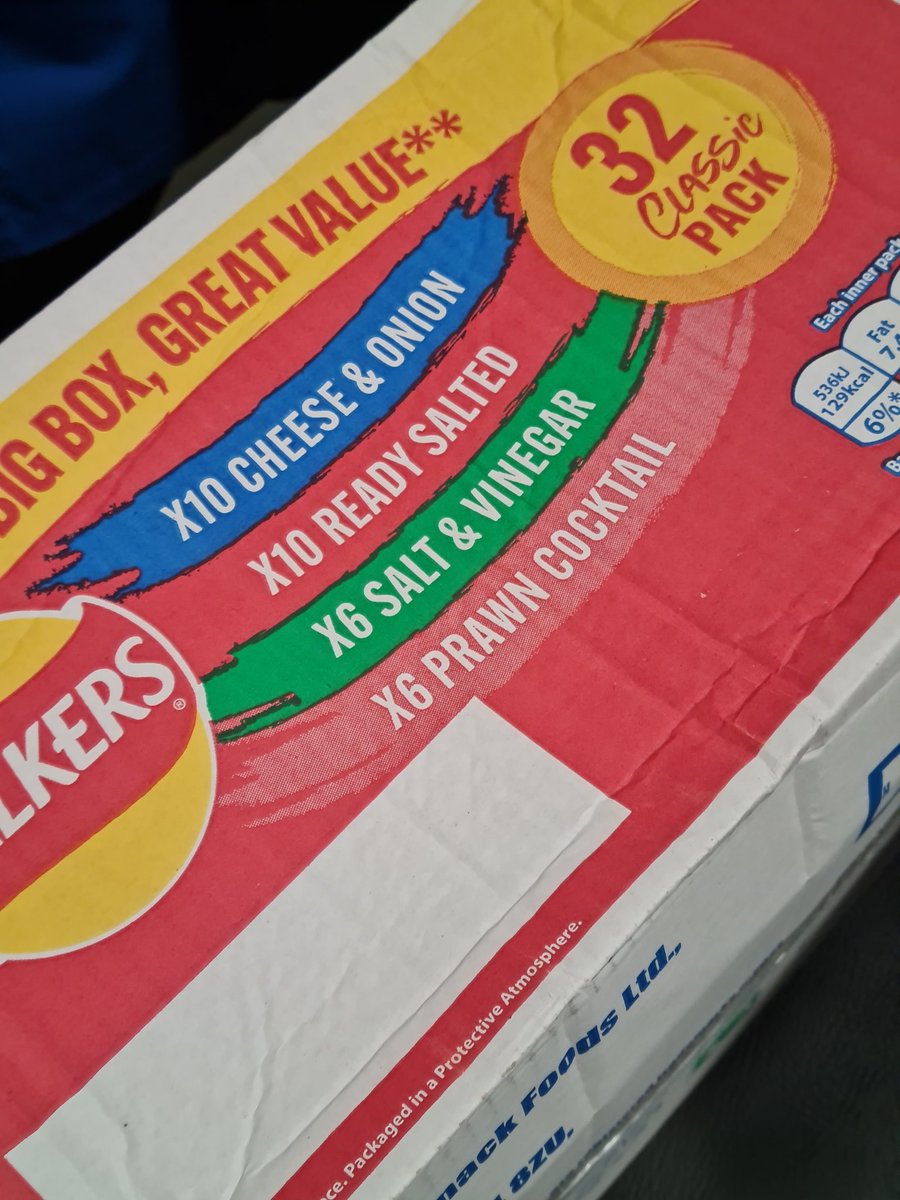 BIG BOX, GREAT VALUE**
32
Classic
PACK
X10 CHEESE & ONION
X10 READY SALTED
X6 SALT & VINEGAR
X6 PRAWN COCKTAIL
LKERS®
Each inner pack
536kJ
129kcal
6%*
Fat
Packaged in a Protective Atmosphere.
Foods Ltd.,
8ZU.